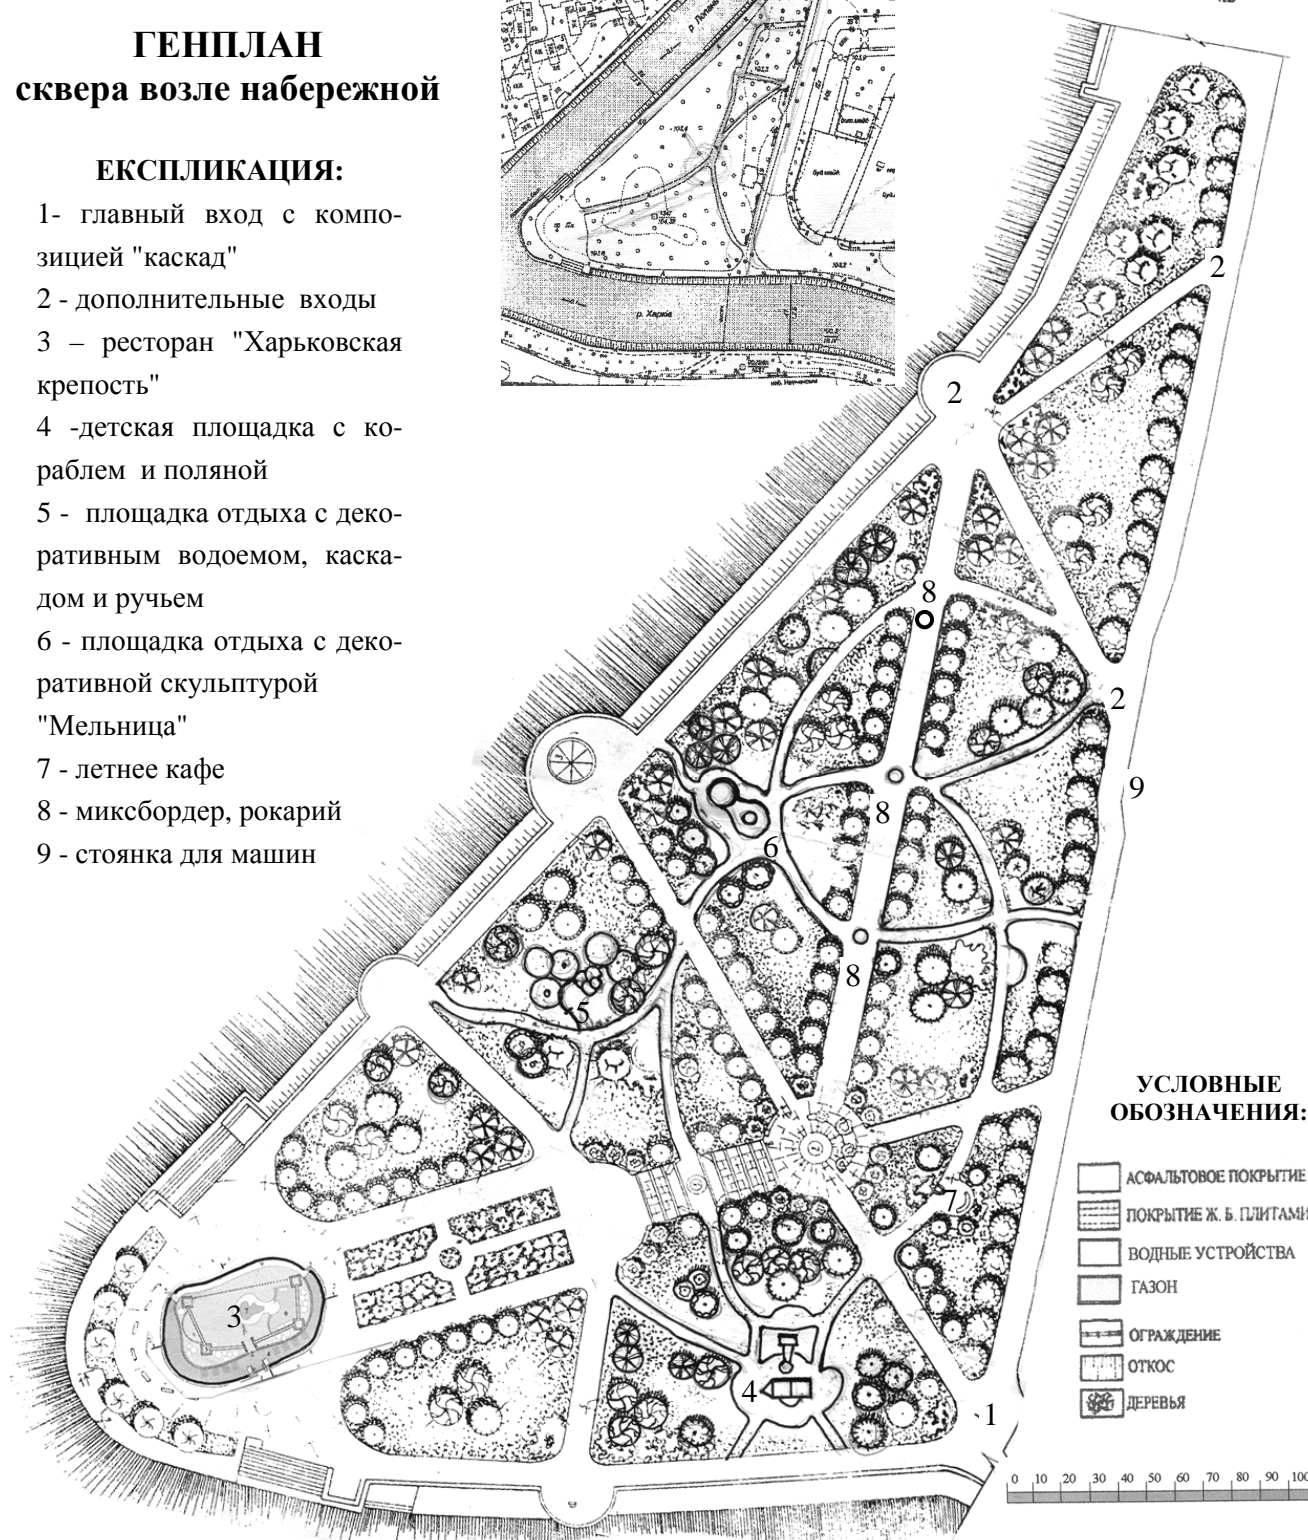 ГЕНПЛАН
сквера возле набережной
ЕКСПЛИКАЦИЯ:
1- главный вход с компо-
зицией "каскад"
2 - дополнительные входы
3 – ресторан "Харьковская
крепость"
4 -детская площадка с ко-
раблем и поляной
5 - площадка отдыха с деко-
ративным водоемом, каска-
дом и ручьем
6 - площадка отдыха с деко-
ративной скульптурой
"Мельница"
7 - летнее кафе
8 - миксбордер, рокарий
9 - стоянка для машин
р. Лопань
р. Харків
2
2
8
2
9
8
6
8
5
7
3
4
1
УСЛОВНЫЕ
ОБОЗНАЧЕНИЯ:
АСФАЛЬТОВОЕ ПОКРЫТИЕ
ПОКРЫТИЕ Ж. Б. ПЛИТАМИ
ВОДНЫЕ УСТРОЙСТВА
ГАЗОН
ОГРАЖДЕНИЕ
ОТКОС
ДЕРЕВЬЯ
0 10 20 30 40 50 60 70 80 90 100